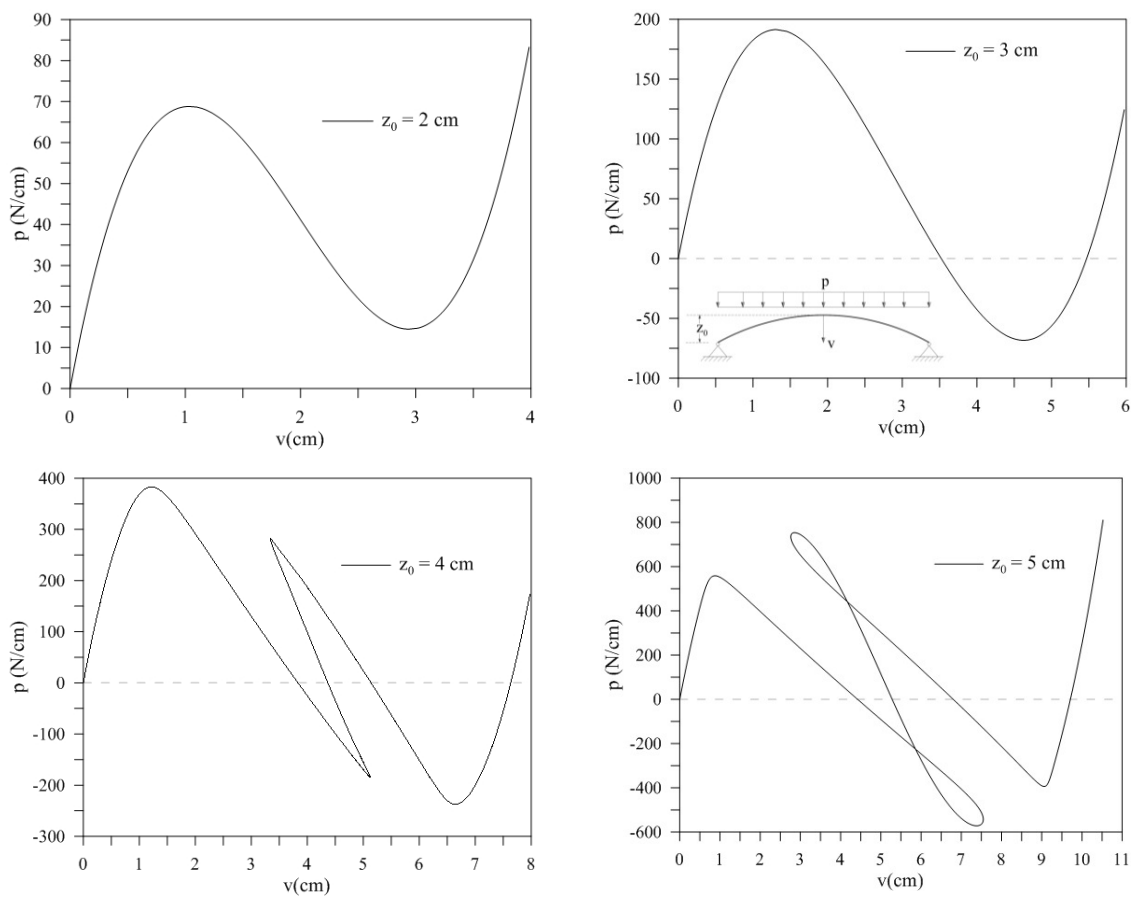 90
80
70
60
50
40
30
20
10
0
p (N/cm)
z₀ = 2 cm
0 1 2 3 4
v(cm)
200
150
100
50
0
-50
-100
p (N/cm)
z₀ = 3 cm
p
z₀
v
0 1 2 3 4 5 6
v(cm)
400
300
200
100
0
-100
-200
-300
p (N/cm)
z₀ = 4 cm
0 1 2 3 4 5 6 7 8
v(cm)
1000
800
600
400
200
0
-200
-400
-600
p (N/cm)
z₀ = 5 cm
0 1 2 3 4 5 6 7 8 9 10 11
v(cm)